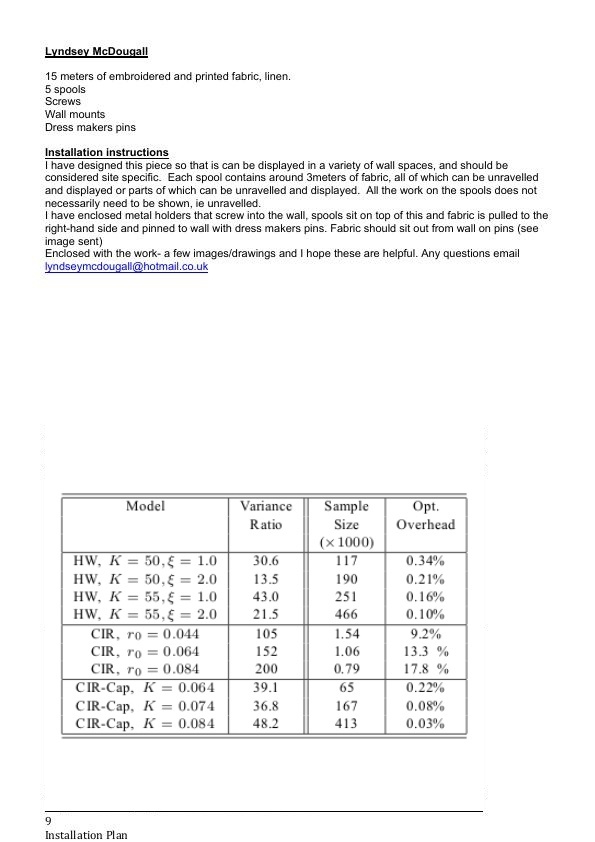 Lyndsey McDougall
15 meters of embroidered and printed fabric, linen.
5 spools
Screws
Wall mounts
Dress makers pins
Installation instructions
I have designed this piece so that is can be displayed in a variety of wall spaces, and should be
considered site specific.  Each spool contains around 3meters of fabric, all of which can be unravelled
and displayed or parts of which can be unravelled and displayed.  All the work on the spools does not
necessarily need to be shown, ie unravelled.
I have enclosed metal holders that screw into the wall, spools sit on top of this and fabric is pulled to the
right-hand side and pinned to wall with dress makers pins. Fabric should sit out from wall on pins (see
image sent)
Enclosed with the work- a few images/drawings and I hope these are helpful. Any questions email
lyndseymcdougall@hotmail.co.uk
Model Variance Sample Opt.
Ratio Size Overhead
(×1000)
HW, K = 50, ξ = 1.0 30.6 117 0.34%
HW, K = 50, ξ = 2.0 13.5 190 0.21%
HW, K = 55, ξ = 1.0 43.0 251 0.16%
HW, K = 55, ξ = 2.0 21.5 466 0.10%
CIR, r0 = 0.044 105 1.54 9.2%
CIR, r0 = 0.064 152 1.06 13.3 %
CIR, r0 = 0.084 200 0.79 17.8 %
CIR-Cap, K = 0.064 39.1 65 0.22%
CIR-Cap, K = 0.074 36.8 167 0.08%
CIR-Cap, K = 0.084 48.2 413 0.03%
9
Installation Plan